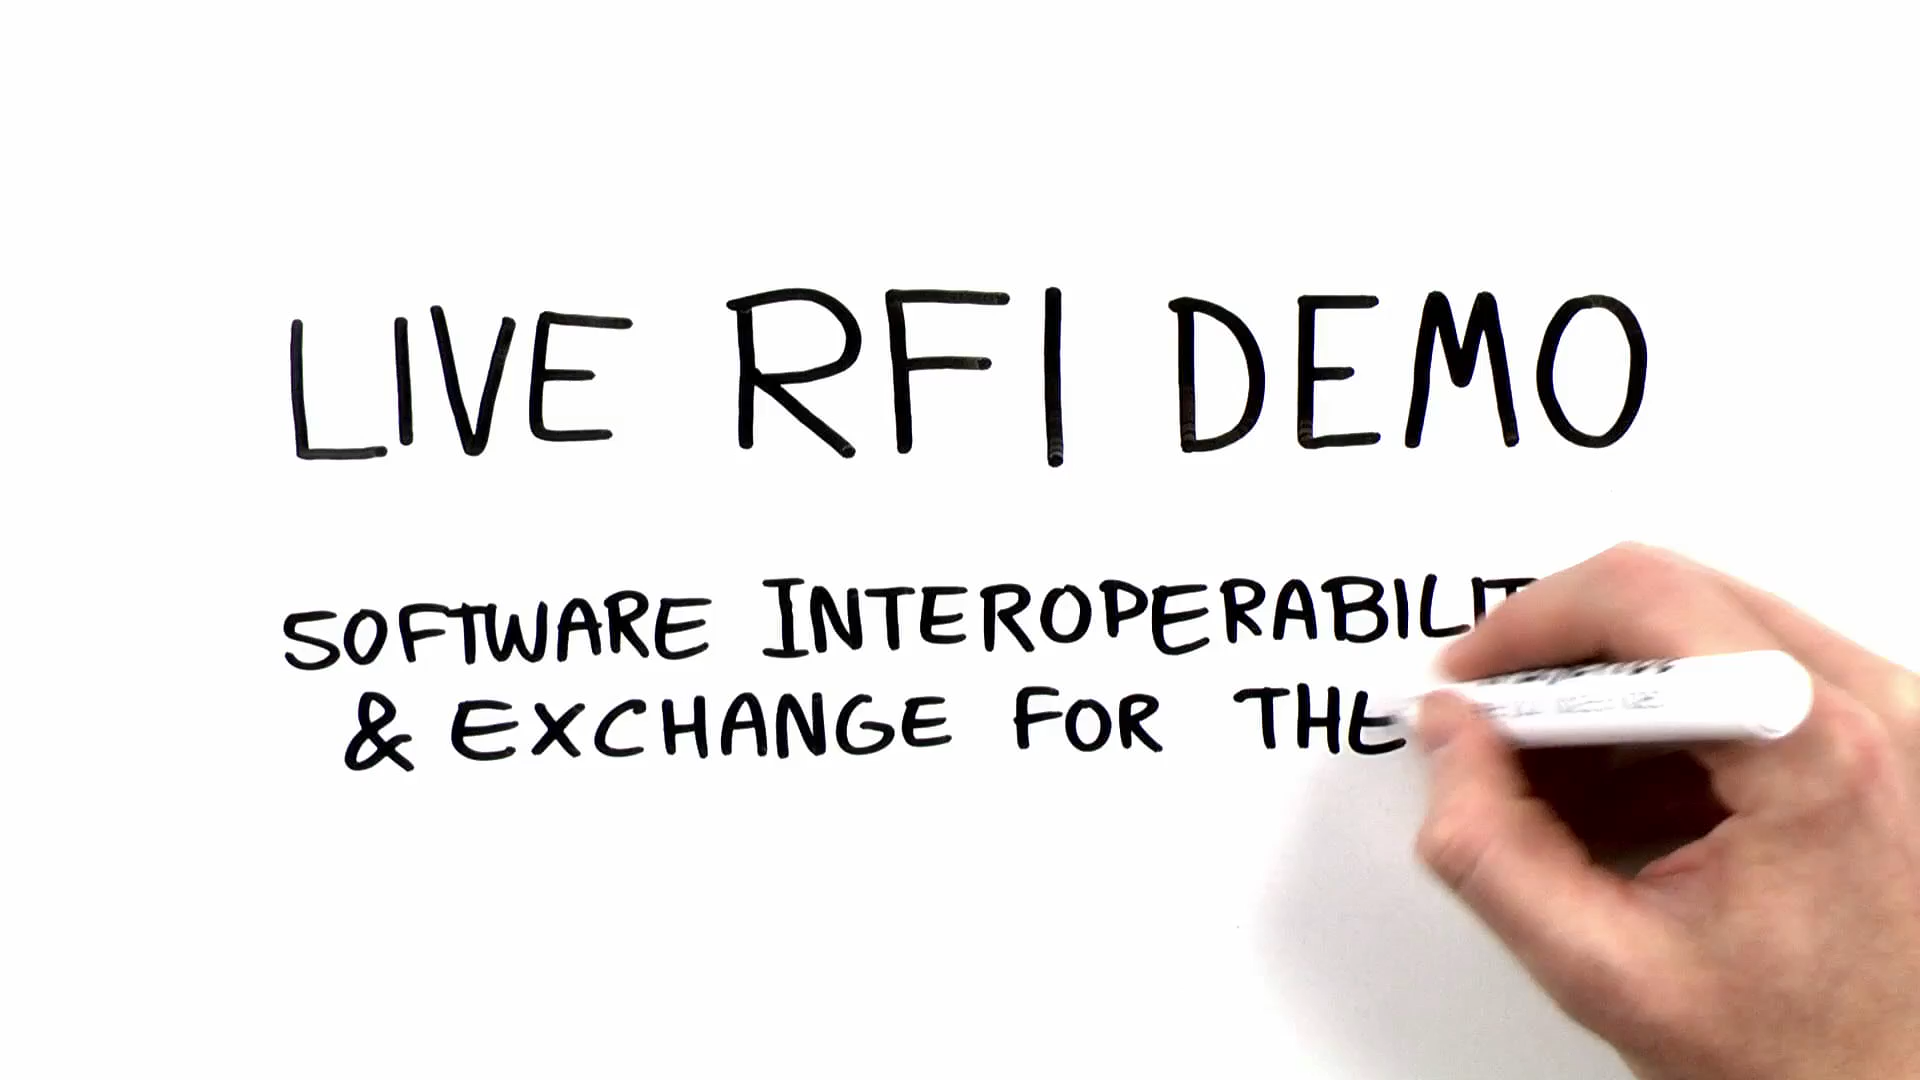 LIVE RFI DEMO
SOFTWARE INTEROPERABILIT
& EXCHANGE FOR THE